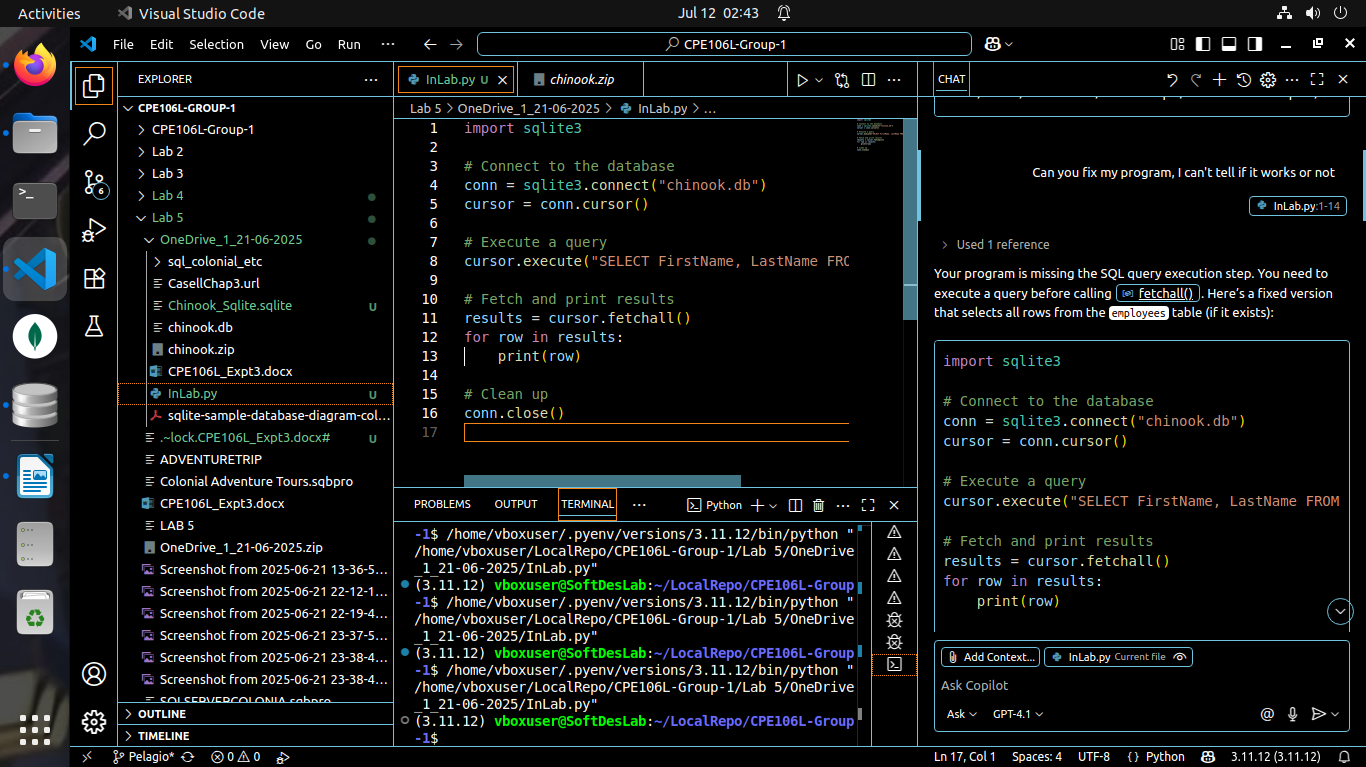 Activities
Visual Studio Code
Jul 12 02:43
File Edit Selection View Go Run ···
CPE106L-Group-1
EXPLORER
CPE106L-GROUP-1
CPE106L-Group-1
Lab 2
Lab 3
Lab 4
Lab 5
OneDrive_1_21-06-2025
sql_colonial_etc
CasellChap3.url
Chinook_Sqlite.sqlite U
chinook.db
chinook.zip
CPE106L_Expt3.docx
InLab.py U
sqlite-sample-database-diagram-col...
.~lock.CPE106L_Expt3.docx# U
ADVENTURETRIP
Colonial Adventure Tours.sqbpro
CPE106L_Expt3.docx
LAB 5
OneDrive_1_21-06-2025.zip
Screenshot from 2025-06-21 13-36-5...
Screenshot from 2025-06-21 22-12-1...
Screenshot from 2025-06-21 22-19-4...
Screenshot from 2025-06-21 23-37-5...
Screenshot from 2025-06-21 23-38-4...
Screenshot from 2025-06-21 23-38-4...
OUTLINE
TIMELINE
6
InLab.py U
chinook.zip
Lab 5 > OneDrive_1_21-06-2025 > InLab.py > ...
1 import sqlite3
2
3 # Connect to the database
4 conn = sqlite3.connect("chinook.db")
5 cursor = conn.cursor()
6
7 # Execute a query
8 cursor.execute("SELECT FirstName, LastName FRO
9
10 # Fetch and print results
11 results = cursor.fetchall()
12 for row in results:
13 print(row)
14
15 # Clean up
16 conn.close()
17
PROBLEMS OUTPUT TERMINAL ··· Python
-1$ /home/vboxuser/.pyenv/versions/3.11.12/bin/python "
/home/vboxuser/LocalRepo/CPE106L-Group-1/Lab 5/OneDrive
_1_21-06-2025/InLab.py"
(3.11.12) vboxuser@SoftDesLab:~/LocalRepo/CPE106L-Group
-1$ /home/vboxuser/.pyenv/versions/3.11.12/bin/python "
/home/vboxuser/LocalRepo/CPE106L-Group-1/Lab 5/OneDrive
_1_21-06-2025/InLab.py"
(3.11.12) vboxuser@SoftDesLab:~/LocalRepo/CPE106L-Group
-1$ /home/vboxuser/.pyenv/versions/3.11.12/bin/python "
/home/vboxuser/LocalRepo/CPE106L-Group-1/Lab 5/OneDrive
_1_21-06-2025/InLab.py"
(3.11.12) vboxuser@SoftDesLab:~/LocalRepo/CPE106L-Group
-1$
CHAT
Can you fix my program, I can't tell if it works or not
InLab.py:1-14
Used 1 reference
Your program is missing the SQL query execution step. You need to
execute a query before calling fetchall(). Here's a fixed version
that selects all rows from the employees table (if it exists):
import sqlite3
# Connect to the database
conn = sqlite3.connect("chinook.db")
cursor = conn.cursor()
# Execute a query
cursor.execute("SELECT FirstName, LastName FROM
# Fetch and print results
results = cursor.fetchall()
for row in results:
print(row)
Add Context...
InLab.py Current file
Ask Copilot
Ask
GPT-4.1
Pelagio*
0 0
Ln 17, Col 1
Spaces: 4
UTF-8
{} Python
3.11.12 (3.11.12)